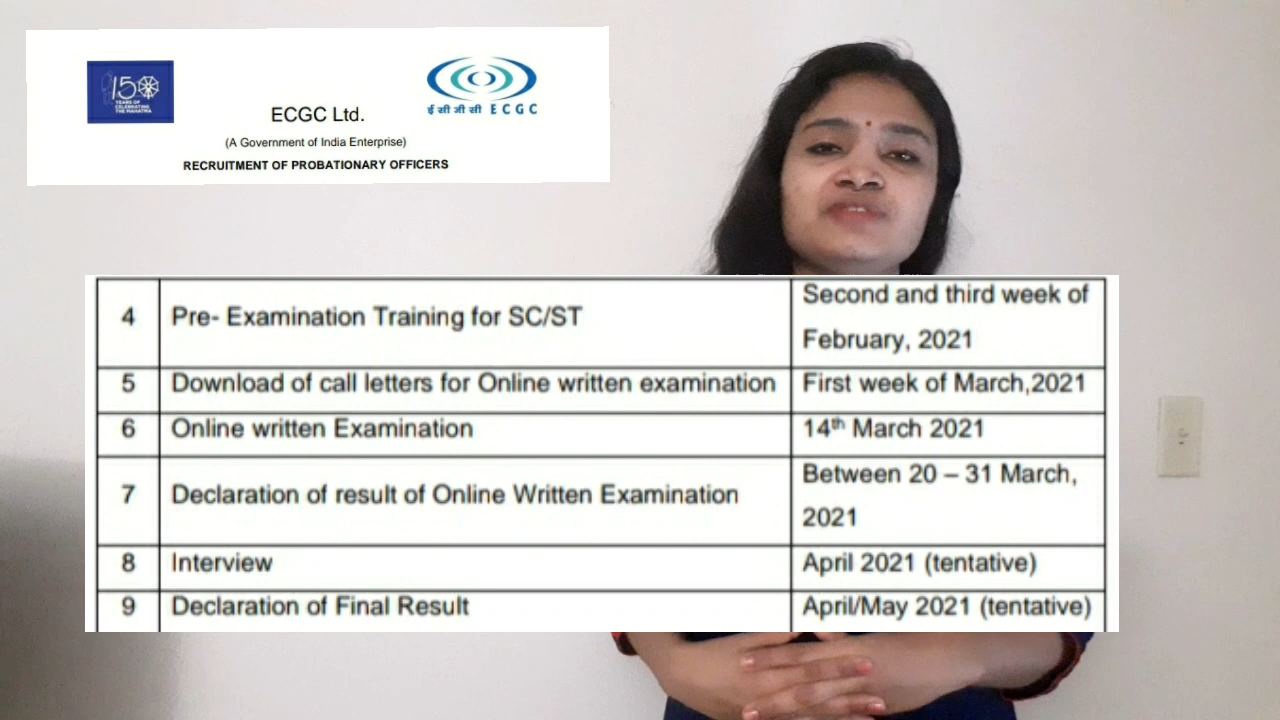 150
YEARS OF
CELEBRATING
THE MAHATMA
ई सी जी सी ECGC
ECGC Ltd.
(A Government of India Enterprise)
RECRUITMENT OF PROBATIONARY OFFICERS
4 Pre- Examination Training for SC/ST Second and third week of
February, 2021
5 Download of call letters for Online written examination First week of March,2021
6 Online written Examination 14th March 2021
7 Declaration of result of Online Written Examination Between 20 – 31 March,
2021
8 Interview April 2021 (tentative)
9 Declaration of Final Result April/May 2021 (tentative)